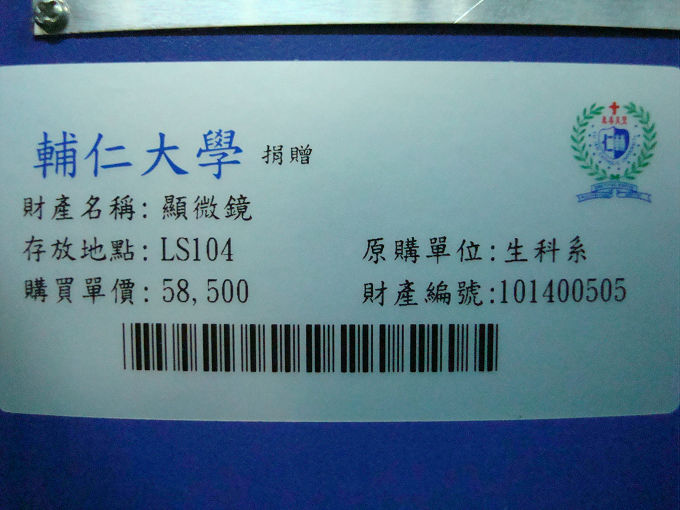 輔仁大學 捐贈
財產名稱: 顯微鏡
存放地點: LS104 原購單位: 生科系
購買單價: 58,500 財產編號:101400505